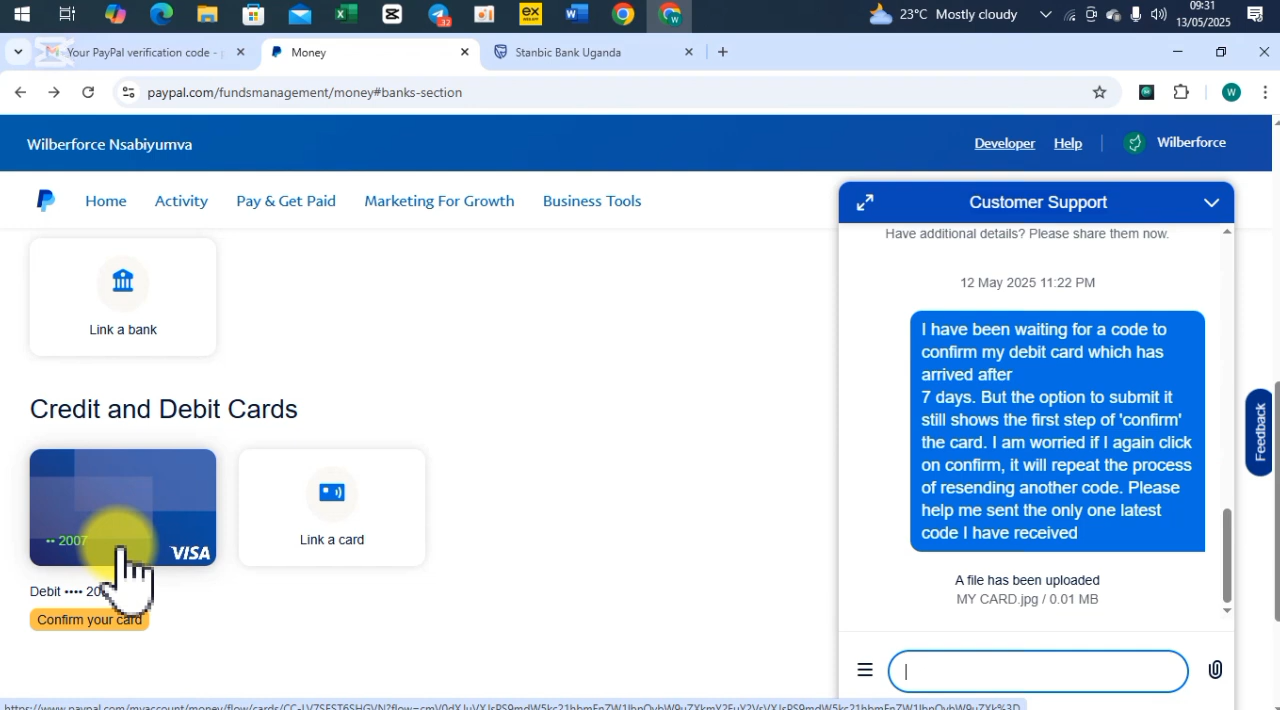 23°C Mostly cloudy
09:31
13/05/2025
32
Your PayPal verification code -
Money
Stanbic Bank Uganda
paypal.com/fundsmanagement/money#banks-section
W
Wilberforce Nsabiyumva
Developer
Help
Wilberforce
Home
Activity
Pay & Get Paid
Marketing For Growth
Business Tools
Link a bank
Credit and Debit Cards
•• 2007
VISA
Link a card
Debit ••••
Confirm your card
Customer Support
Have additional details? Please share them now.
12 May 2025 11:22 PM
I have been waiting for a code to
confirm my debit card which has
arrived after
7 days. But the option to submit it
still shows the first step of 'confirm'
the card. I am worried if I again click
on confirm, it will repeat the process
of resending another code. Please
help me sent the only one latest
code I have received
A file has been uploaded
MY CARD.jpg / 0.01 MB
Feedback